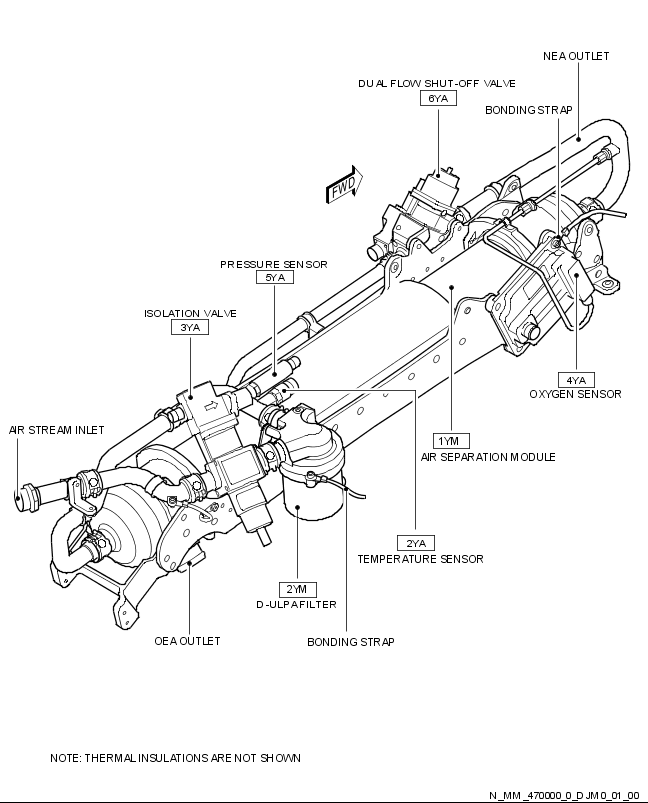 NEA OUTLET
DUAL FLOW SHUT-OFF VALVE
6YA
BONDING STRAP
FWD
PRESSURE SENSOR
5YA
ISOLATION VALVE
3YA
4YA
OXYGEN SENSOR
AIR STREAM INLET
1YM
AIR SEPARATION MODULE
2YA
TEMPERATURE SENSOR
2YM
D-ULPA FILTER
OEA OUTLET
BONDING STRAP
NOTE: THERMAL INSULATIONS ARE NOT SHOWN
N_MM_470000_0_DJM0_01_00